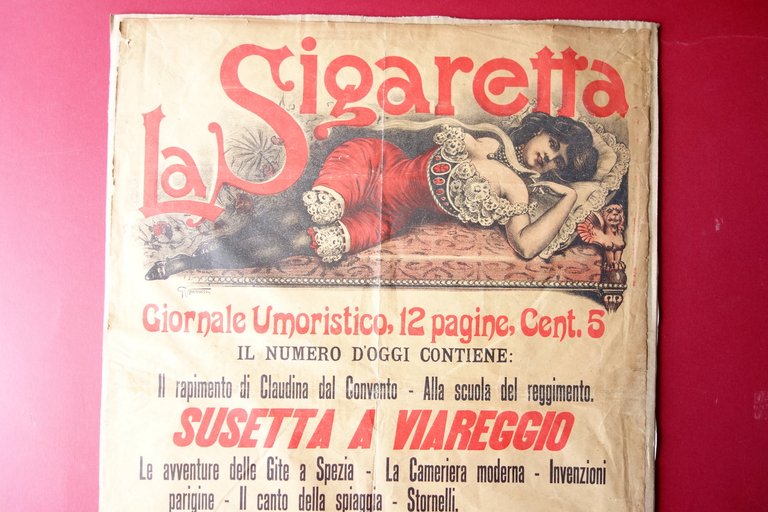 La Sigaretta
Giornale Umoristico, 12 pagine, Cent. 5
IL NUMERO D'OGGI CONTIENE:
Il rapimento di Claudina dal Convento - Alla scuola del reggimento.
SUSETTA A VIAREGGIO
Le avventure delle Gite a Spezia - La Cameriera moderna - Invenzioni
parigine - Il canto della spiaggia - Stornelli.